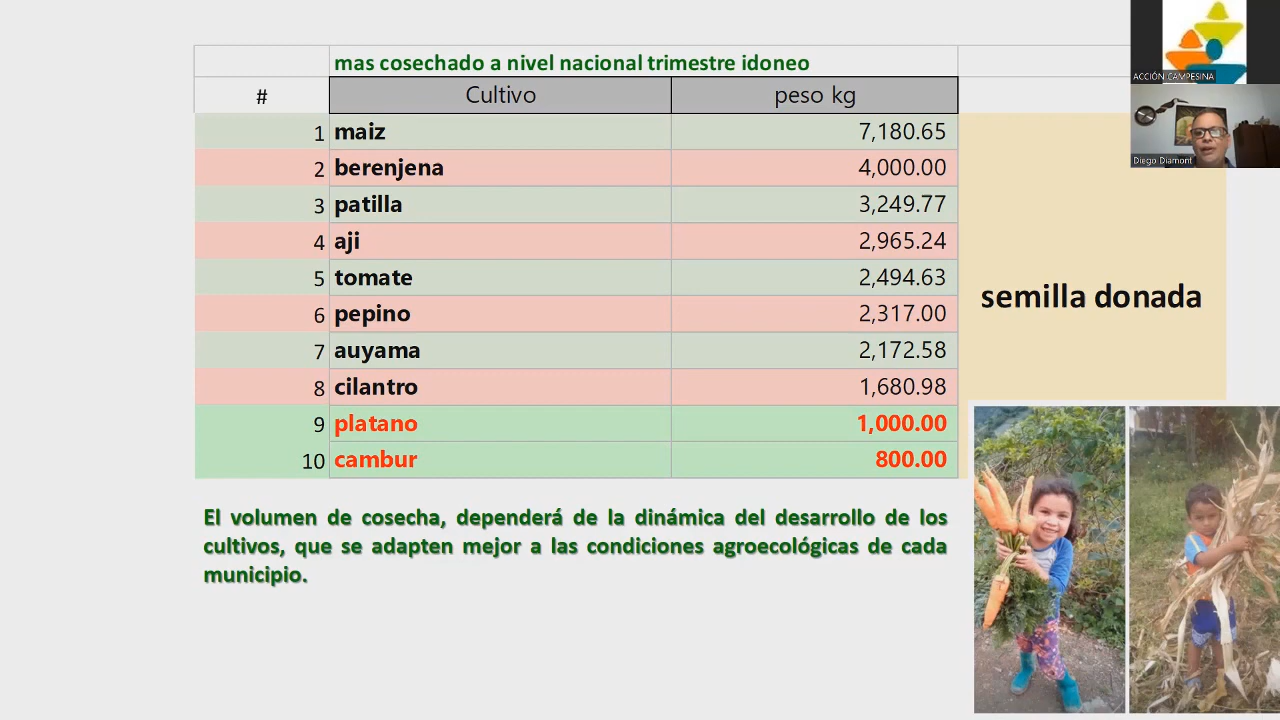 mas cosechado a nivel nacional trimestre idoneo
# Cultivo peso kg
1 maiz 7,180.65
2 berenjena 4,000.00
3 patilla 3,249.77
4 aji 2,965.24
5 tomate 2,494.63
6 pepino 2,317.00
7 auyama 2,172.58
8 cilantro 1,680.98
9 platano 1,000.00
10 cambur 800.00
semilla donada
El volumen de cosecha, dependerá de la dinámica del desarrollo de los
cultivos, que se adapten mejor a las condiciones agroecológicas de cada
municipio.
ACCIÓN CAMPESINA
Diego Diamont